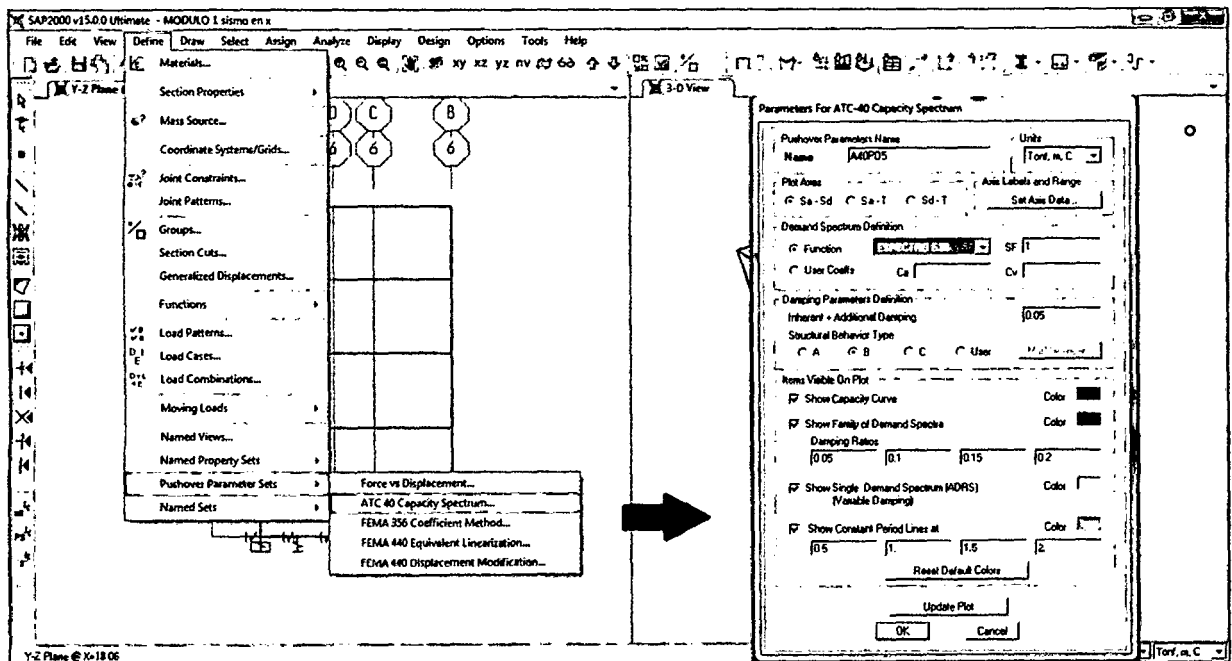 SAP2000 v15.0.0 Ultimate - MODULO 1 sismo en x
File Edit View Define Draw Select Assign Analyze Display Design Options Tools Help
xy xz yz nv
Y-Z Plane
3-D View
Materials...
Section Properties
Mass Source...
Coordinate Systems/Grids...
Joint Constraints...
Joint Patterns...
Groups...
Section Cuts...
Generalized Displacements...
Functions
Load Patterns...
Load Cases...
Load Combinations...
Moving Loads
Named Views...
Named Property Sets
Pushover Parameter Sets
Named Sets
Force vs Displacement...
ATC 40 Capacity Spectrum...
FEMA 356 Coefficient Method...
FEMA 440 Equivalent Linearization...
FEMA 440 Displacement Modification...
D C B
6 6 6
Parameters For ATC-40 Capacity Spectrum
Pushover Parameters Name
Name A40PO5
Units
Tonf, m, C
Plot Axes
Sa - Sd Sa - T Sd - T
Axis Labels and Range
Set Axis Data...
Demand Spectrum Definition
Function SF 1
User Coeffs Ca Cv
Damping Parameters Definition
Inherent + Additional Damping 0.05
Structural Behavior Type
A B C User
Items Visible On Plot
Show Capacity Curve Color
Show Family of Demand Spectra Color
Damping Ratios
0.05 0.1 0.15 0.2
Show Single Demand Spectrum (ADRS) Color
(Variable Damping)
Show Constant Period Lines at Color
0.5 1. 1.5 2.
Reset Default Colors
Update Plot
OK Cancel
Y-Z Plane @ X=18.06
Tonf, m, C